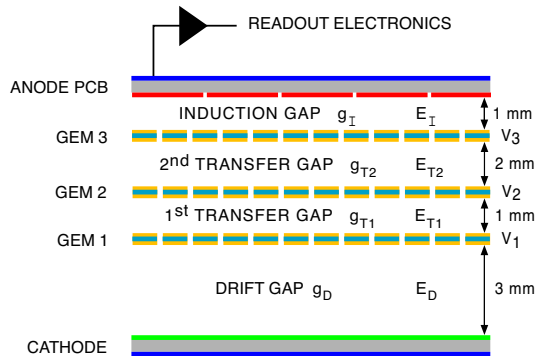 READOUT ELECTRONICS
ANODE PCB
INDUCTION GAP g_I E_I 1 mm
GEM 3 V_3
2nd TRANSFER GAP g_T2 E_T2 2 mm
GEM 2 V_2
1st TRANSFER GAP g_T1 E_T1 1 mm
GEM 1 V_1
DRIFT GAP g_D E_D 3 mm
CATHODE